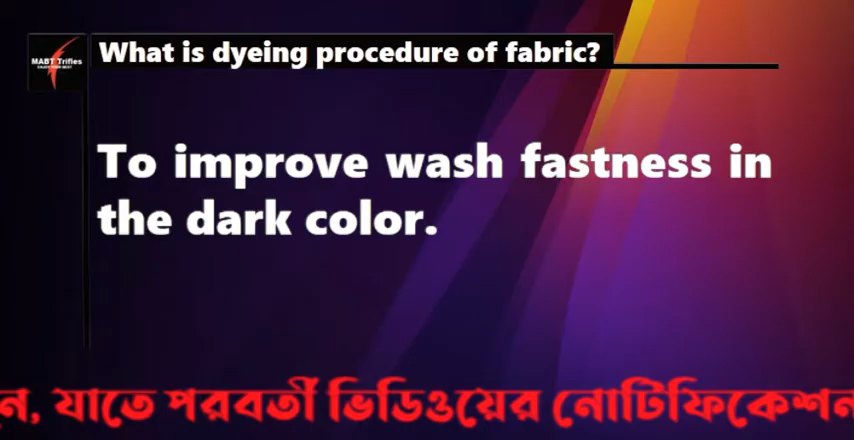 What is dyeing procedure of fabric?
MABT Trifles
To improve wash fastness in
the dark color.
যাতে পরবর্তী ভিডিওয়ের নোটিফিকেশন